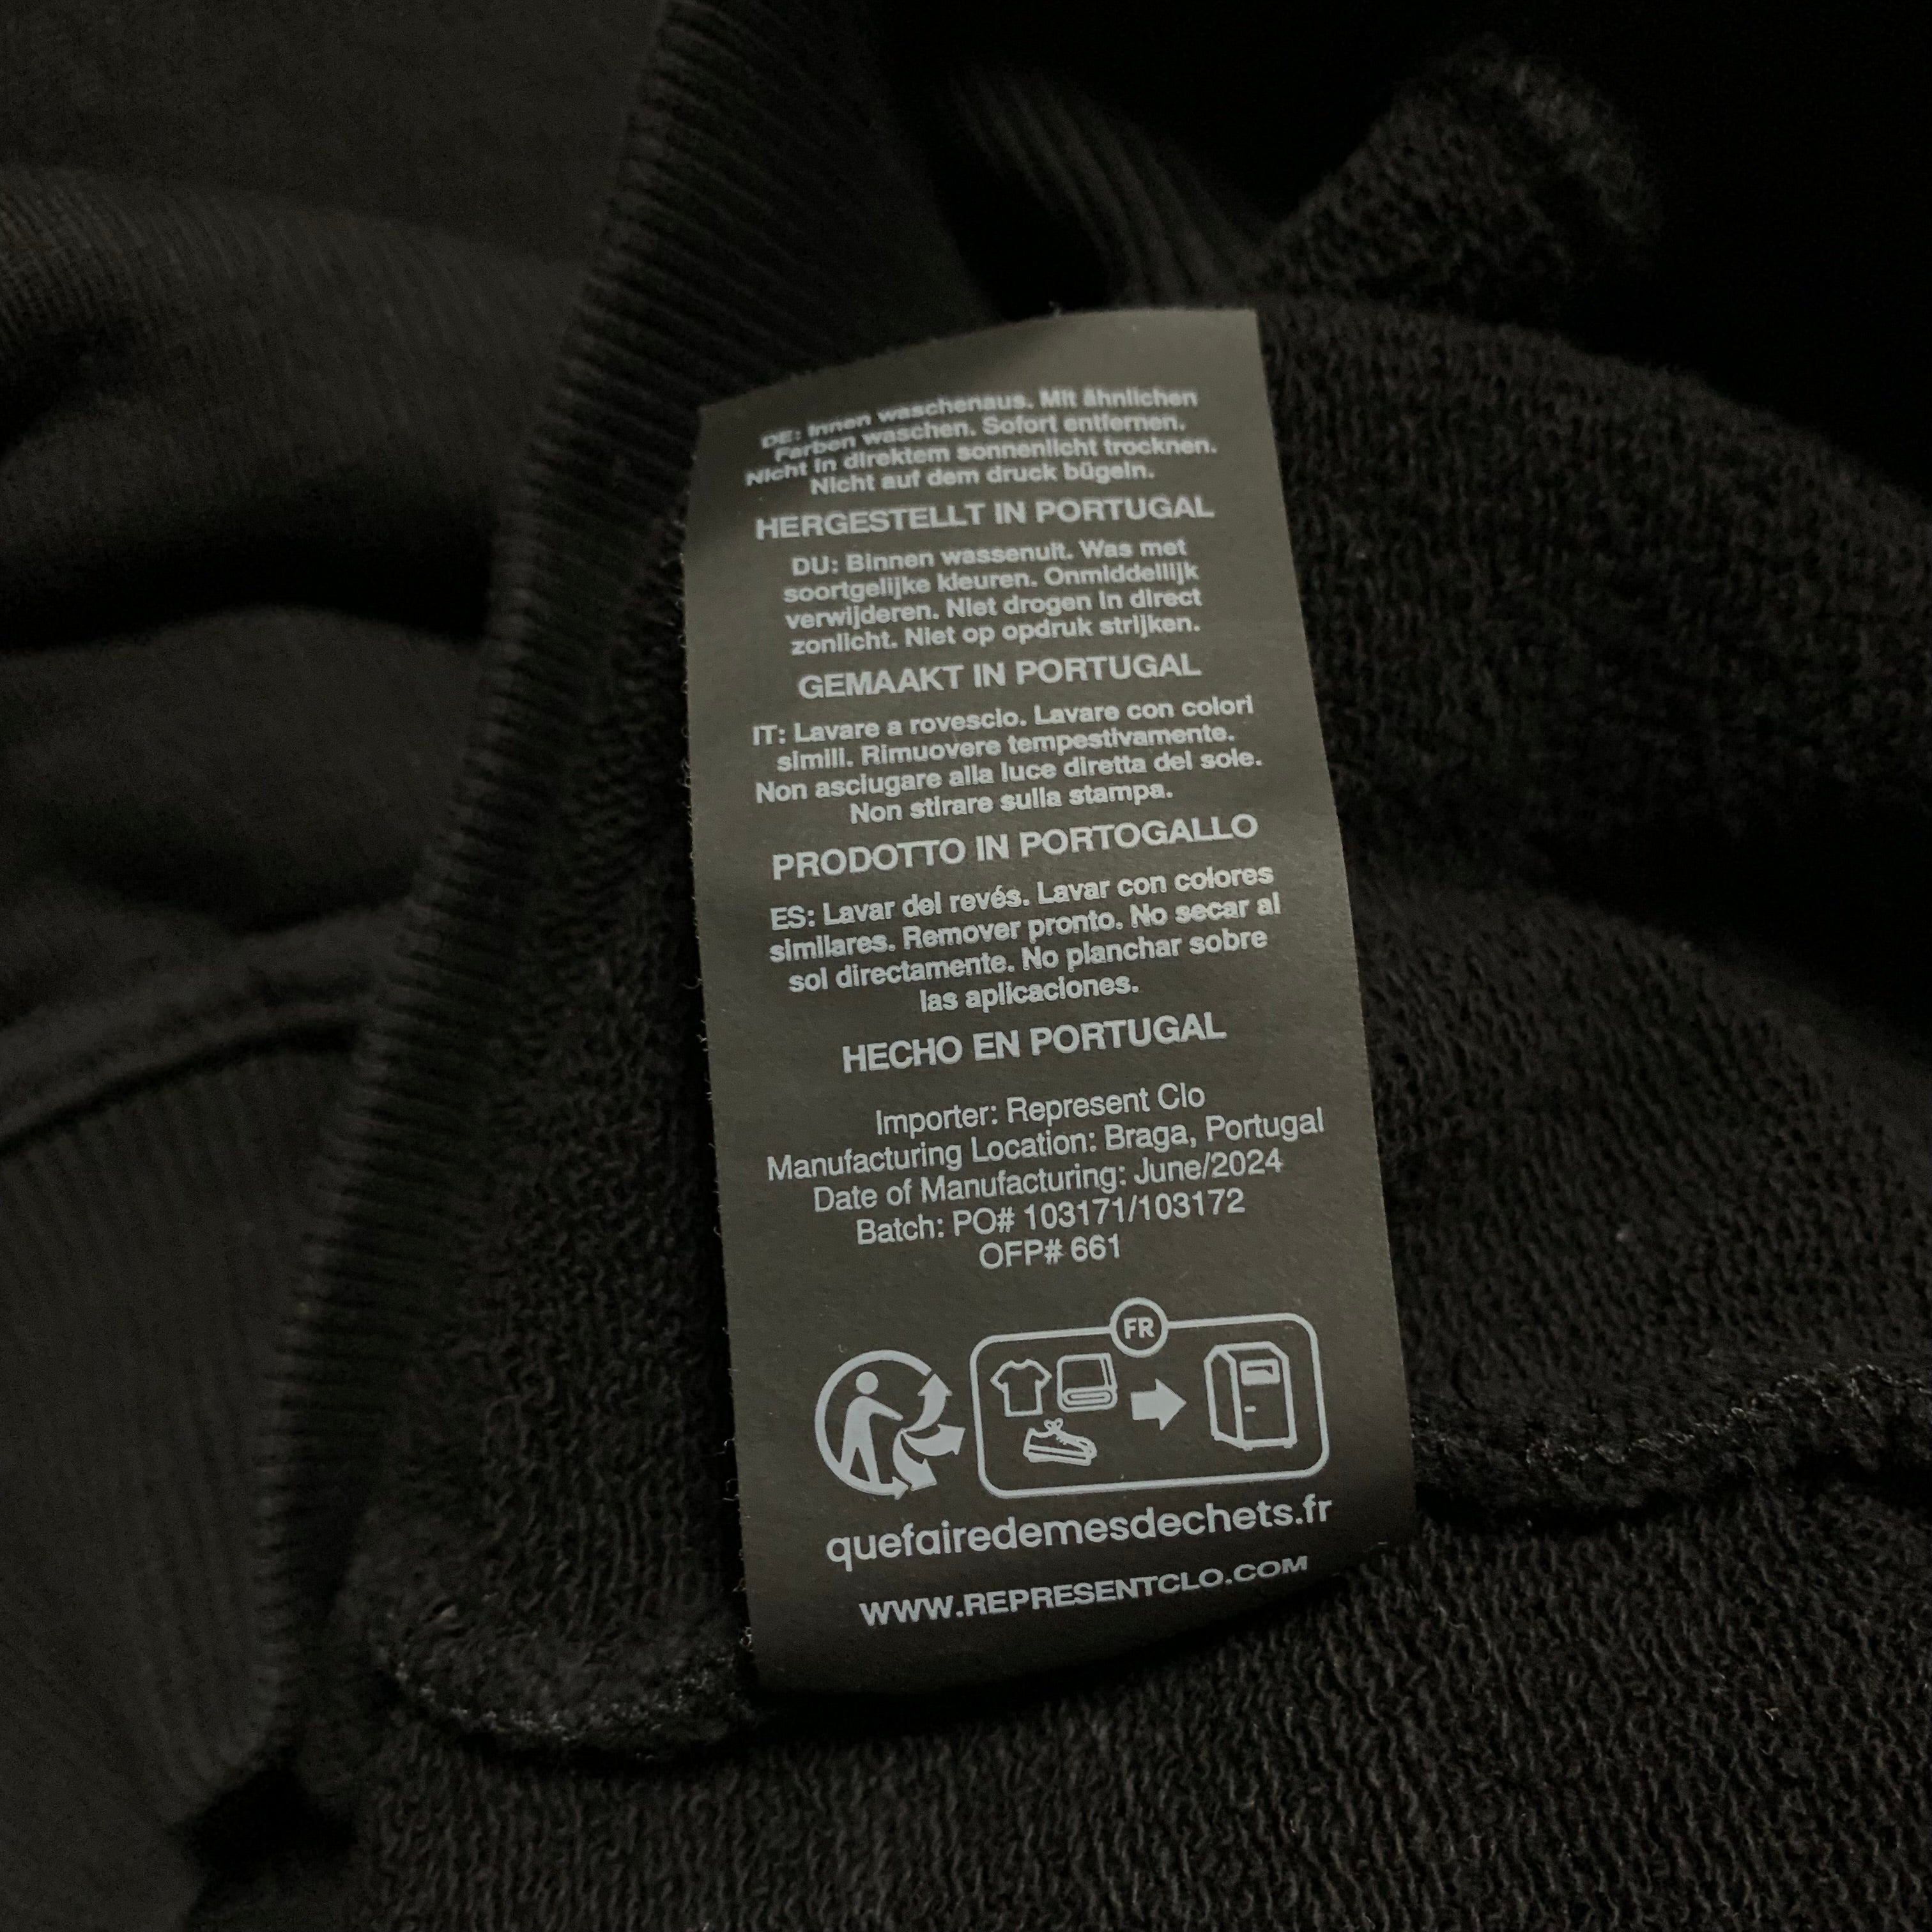 DE: Innen waschenaus. Mit ähnlichen
Farben waschen. Sofort entfernen.
Nicht in direktem sonnenlicht trocknen.
Nicht auf dem druck bügeln.
HERGESTELLT IN PORTUGAL
DU: Binnen wassenuit. Was met
soortgelijke kleuren. Onmiddellijk
verwijderen. Niet drogen in direct
zonlicht. Niet op opdruk strijken.
GEMAAKT IN PORTUGAL
IT: Lavare a rovescio. Lavare con colori
simili. Rimuovere tempestivamente.
Non asciugare alla luce diretta del sole.
Non stirare sulla stampa.
PRODOTTO IN PORTOGALLO
ES: Lavar del revés. Lavar con colores
similares. Remover pronto. No secar al
sol directamente. No planchar sobre
las aplicaciones.
HECHO EN PORTUGAL
Importer: Represent Clo
Manufacturing Location: Braga, Portugal
Date of Manufacturing: June/2024
Batch: PO# 103171/103172
OFP# 661
FR
quefairedemesdechets.fr
WWW.REPRESENTCLO.COM